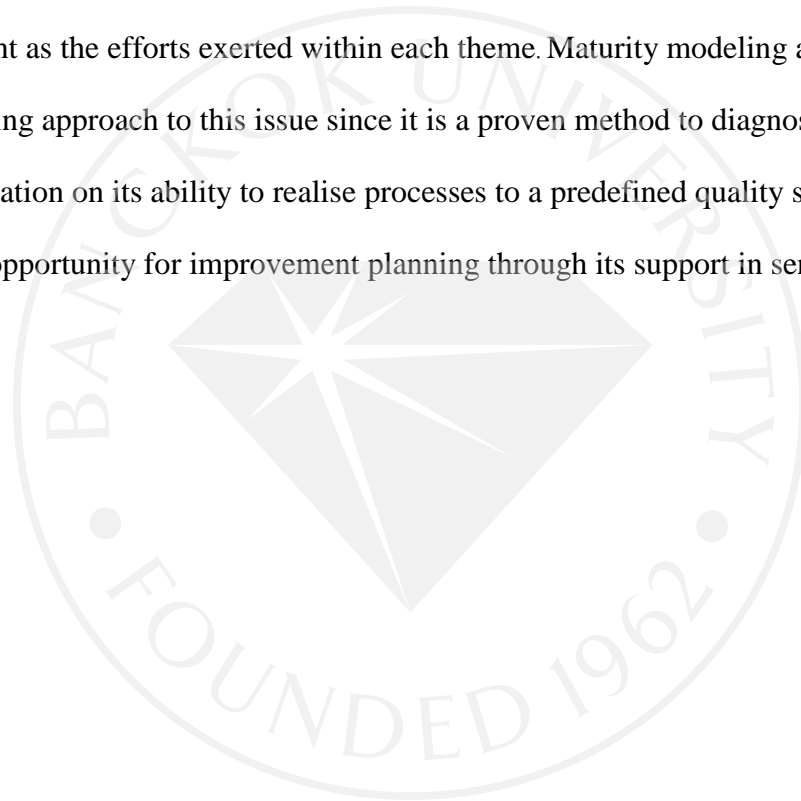 nt as the efforts exerted within each theme. Maturity modeling a
ing approach to this issue since it is a proven method to diagnos
ation on its ability to realise processes to a predefined quality s
opportunity for improvement planning through its support in ser
BANGKOK UNIVERSITY
FOUNDED 1962